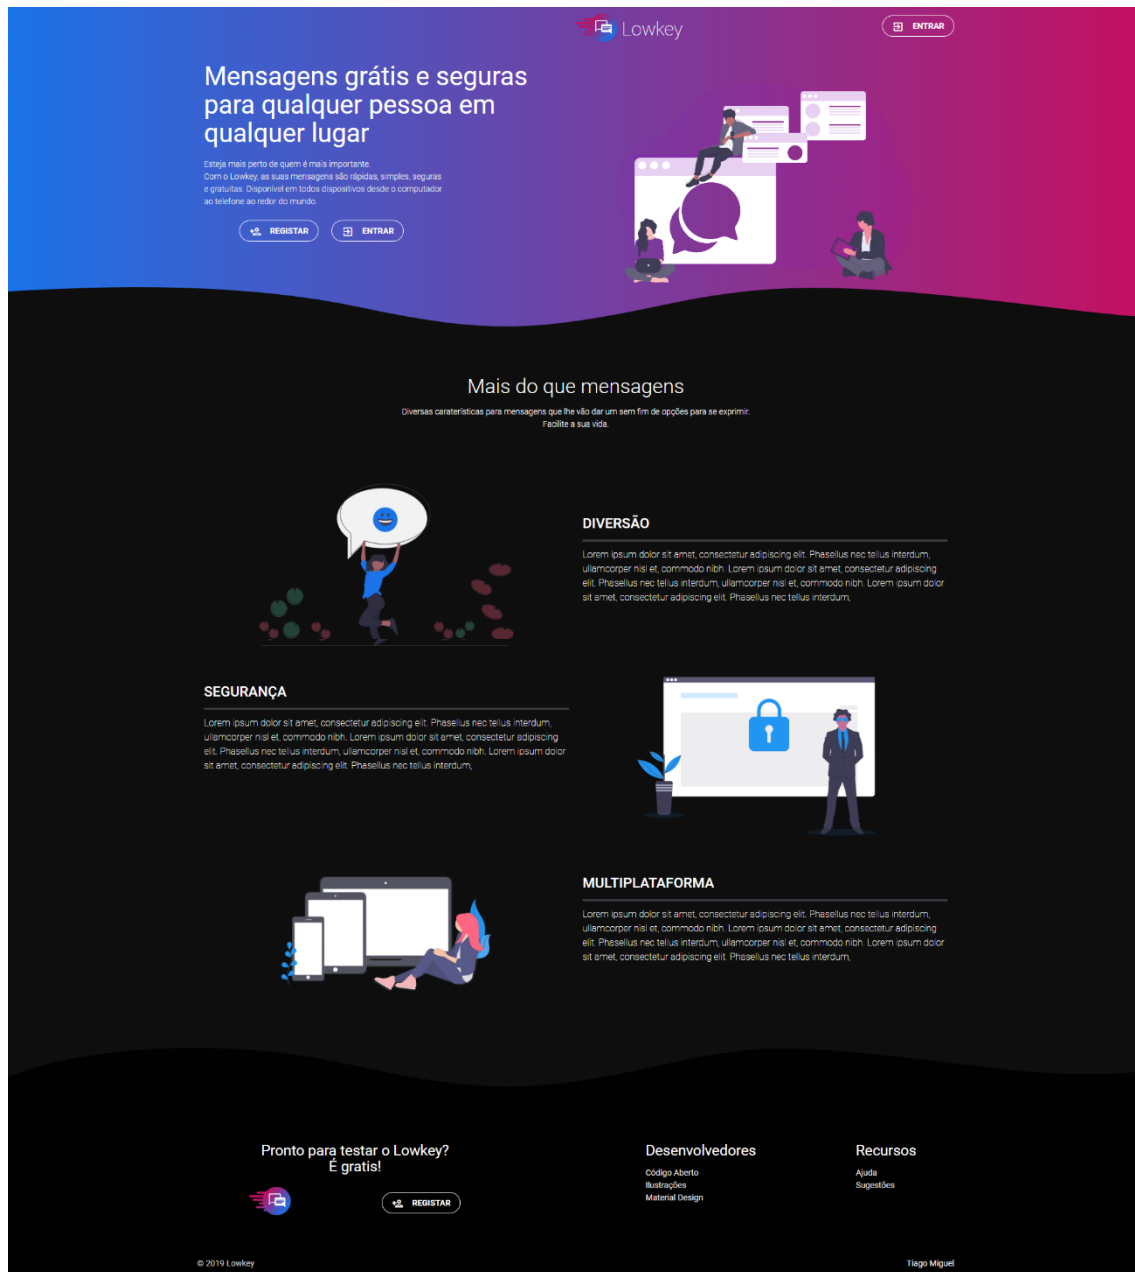 Lowkey
ENTRAR
Mensagens grátis e seguras
para qualquer pessoa em
qualquer lugar
Esteja mais perto de quem é mais importante.
Com o Lowkey, as suas mensagens são rápidas, simples, seguras
e gratuitas. Disponível em todos dispositivos desde o computador
ao telefone ao redor do mundo.
REGISTAR
ENTRAR
Mais do que mensagens
Diversas caraterísticas para mensagens que lhe vão dar um sem fim de opções para se exprimir.
Facilite a sua vida.
DIVERSÃO
Lorem ipsum dolor sit amet, consectetur adipiscing elit. Phasellus nec tellus interdum,
ullamcorper nisl et, commodo nibh. Lorem ipsum dolor sit amet, consectetur adipiscing
elit. Phasellus nec tellus interdum, ullamcorper nisl et, commodo nibh. Lorem ipsum dolor
sit amet, consectetur adipiscing elit. Phasellus nec tellus interdum,
SEGURANÇA
Lorem ipsum dolor sit amet, consectetur adipiscing elit. Phasellus nec tellus interdum,
ullamcorper nisl et, commodo nibh. Lorem ipsum dolor sit amet, consectetur adipiscing
elit. Phasellus nec tellus interdum, ullamcorper nisl et, commodo nibh. Lorem ipsum dolor
sit amet, consectetur adipiscing elit. Phasellus nec tellus interdum,
MULTIPLATAFORMA
Lorem ipsum dolor sit amet, consectetur adipiscing elit. Phasellus nec tellus interdum,
ullamcorper nisl et, commodo nibh. Lorem ipsum dolor sit amet, consectetur adipiscing
elit. Phasellus nec tellus interdum, ullamcorper nisl et, commodo nibh. Lorem ipsum dolor
sit amet, consectetur adipiscing elit. Phasellus nec tellus interdum,
Pronto para testar o Lowkey?
É gratis!
REGISTAR
Desenvolvedores
Código Aberto
Ilustrações
Material Design
Recursos
Ajuda
Sugestões
© 2019 Lowkey
Tiago Miguel